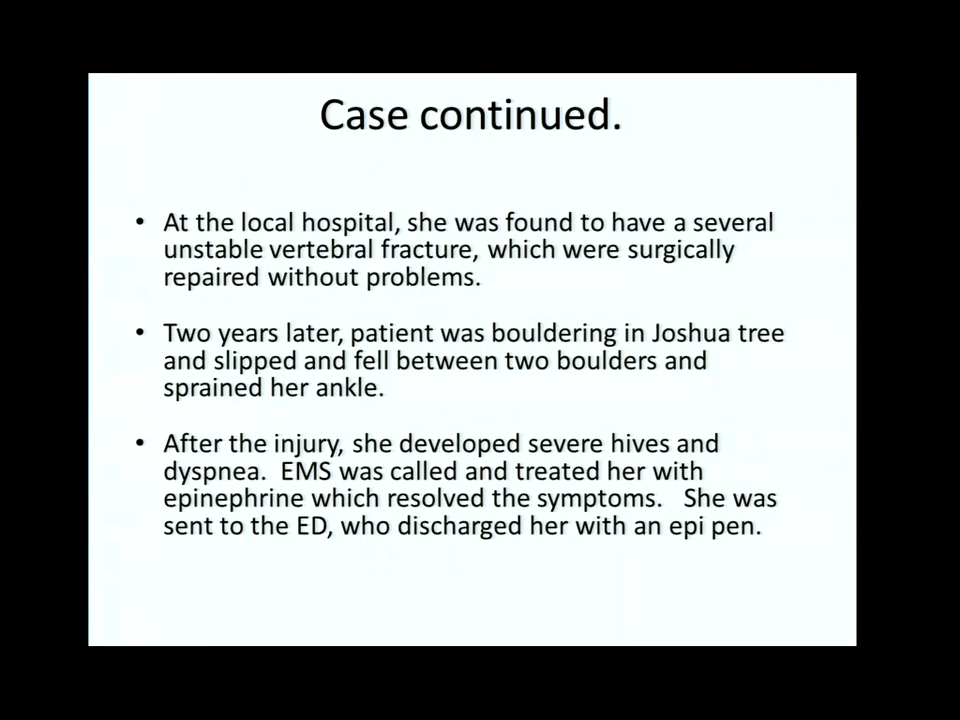 Case continued.
• At the local hospital, she was found to have a several
unstable vertebral fracture, which were surgically
repaired without problems.
• Two years later, patient was bouldering in Joshua tree
and slipped and fell between two boulders and
sprained her ankle.
• After the injury, she developed severe hives and
dyspnea.  EMS was called and treated her with
epinephrine which resolved the symptoms.   She was
sent to the ED, who discharged her with an epi pen.